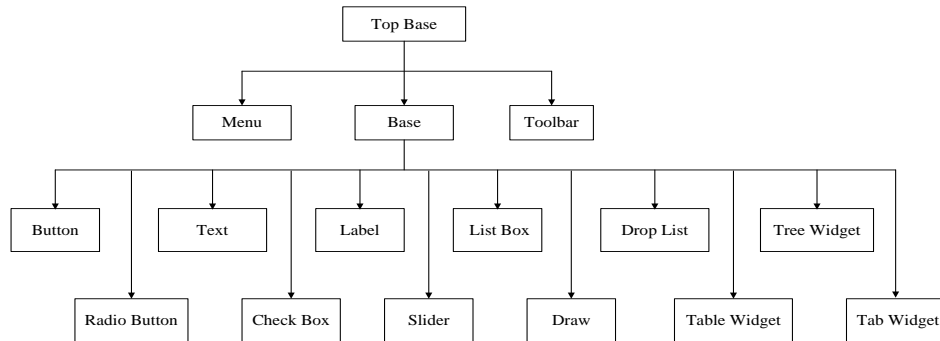 Top Base
Menu
Base
Toolbar
Button
Text
Label
List Box
Drop List
Tree Widget
Radio Button
Check Box
Slider
Draw
Table Widget
Tab Widget